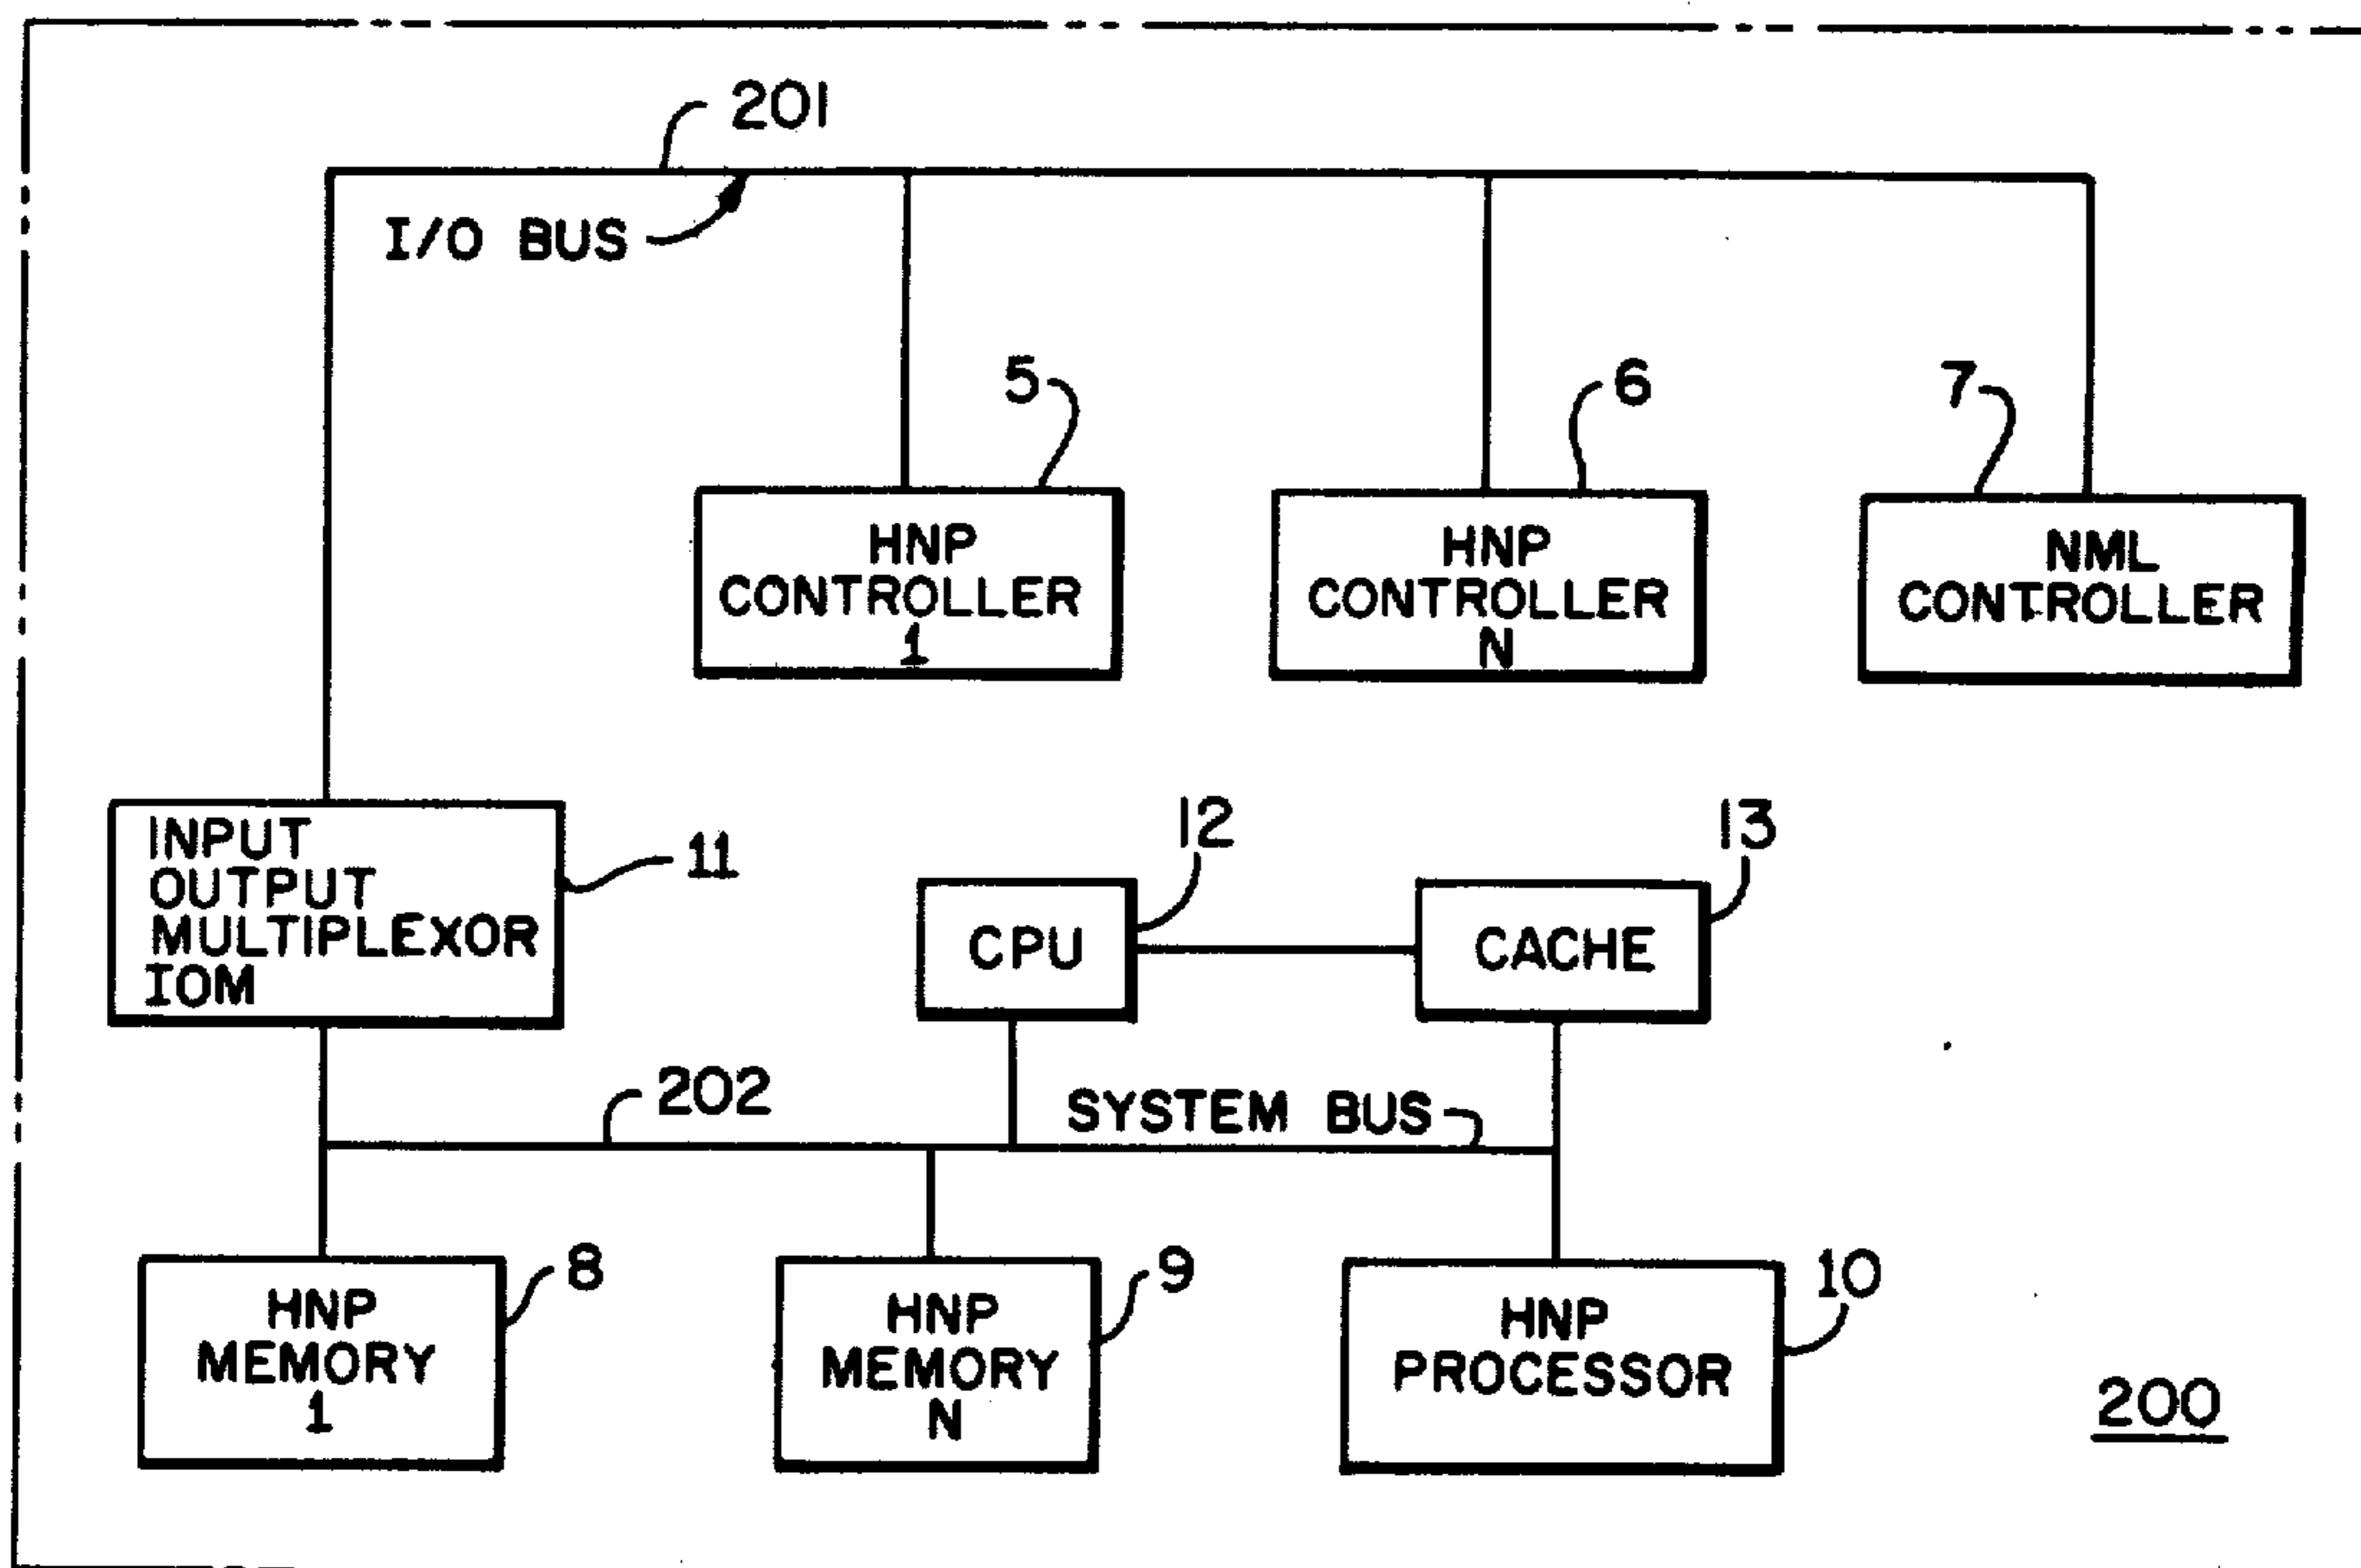 201
I/O BUS
5
6
7
HNP
CONTROLLER
1
HNP
CONTROLLER
N
NML
CONTROLLER
INPUT
OUTPUT
MULTIPLEXOR
IOM
11
12
CPU
13
CACHE
202
SYSTEM BUS
HNP
MEMORY
1
8
HNP
MEMORY
N
9
HNP
PROCESSOR
10
200